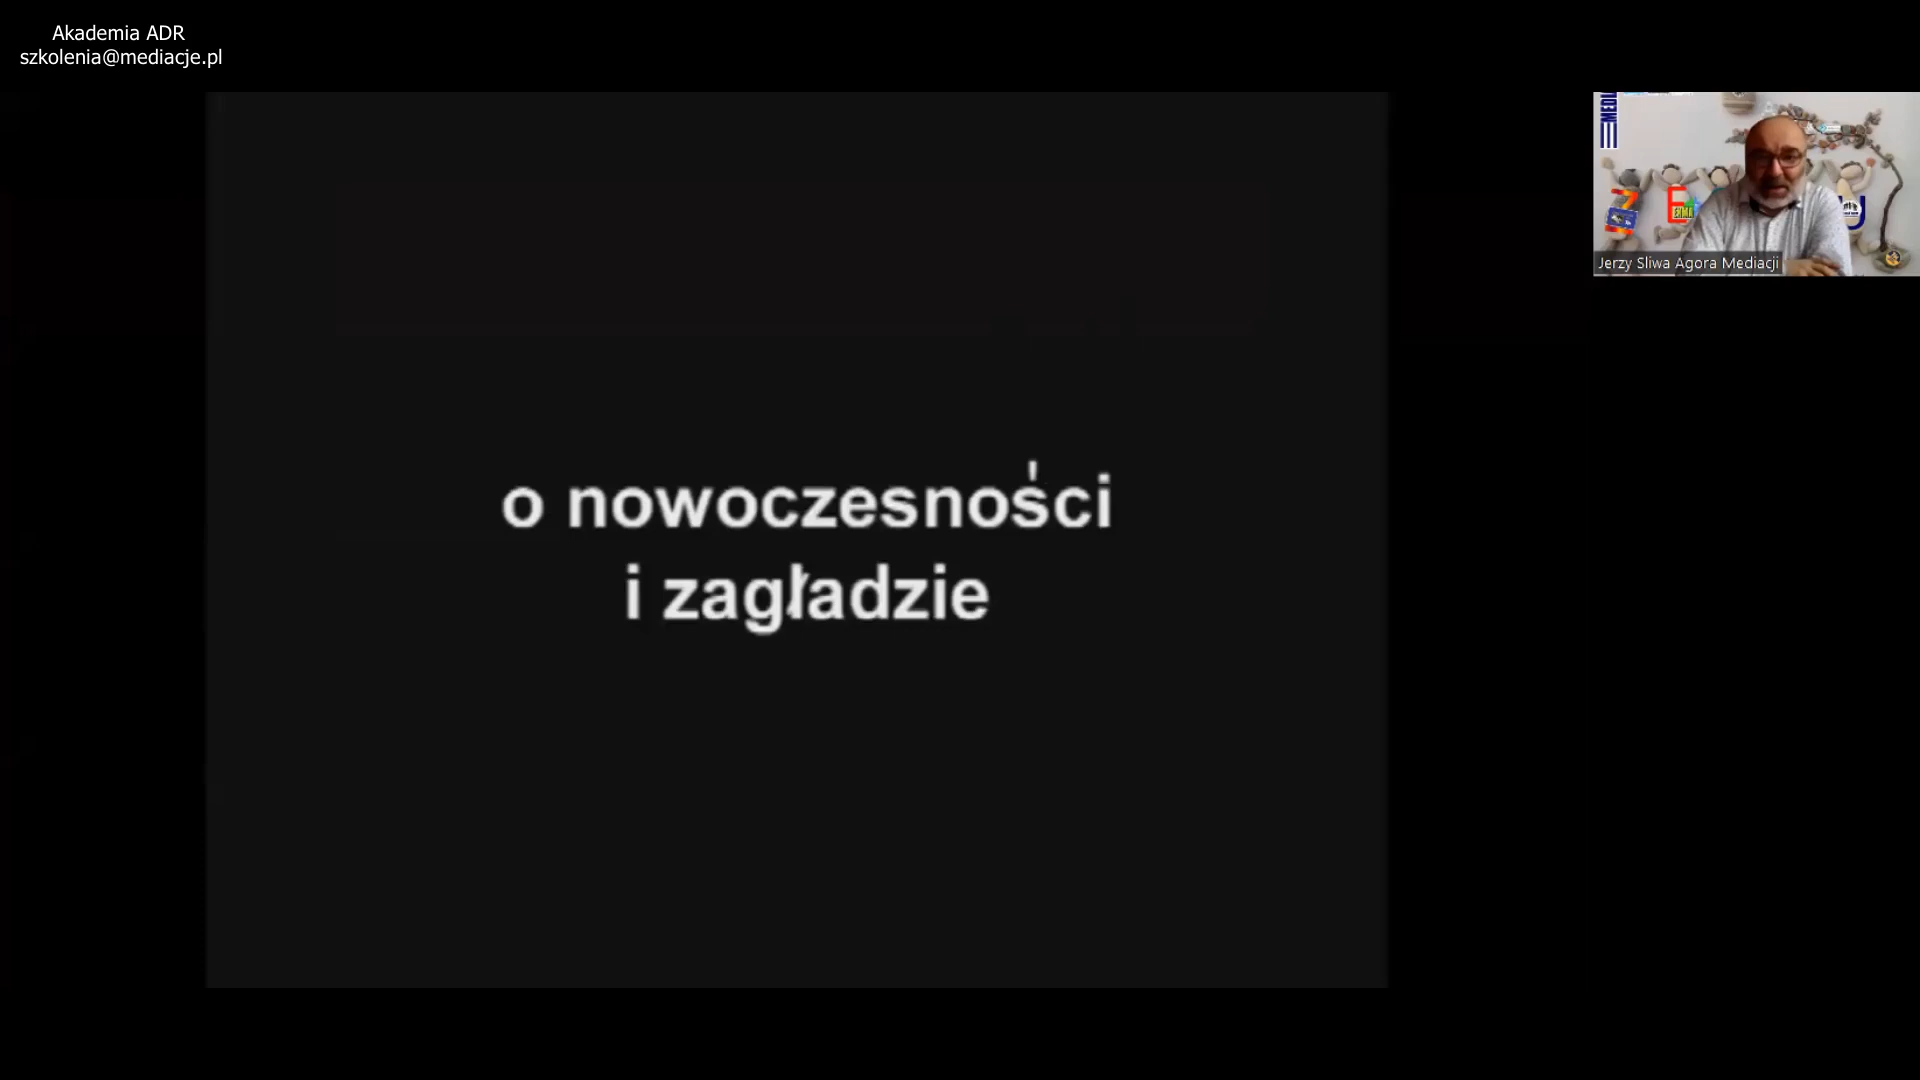 Akademia ADR
szkolenia@mediacje.pl
o nowoczesności
i zagładzie
Jerzy Sliwa Agora Mediacji